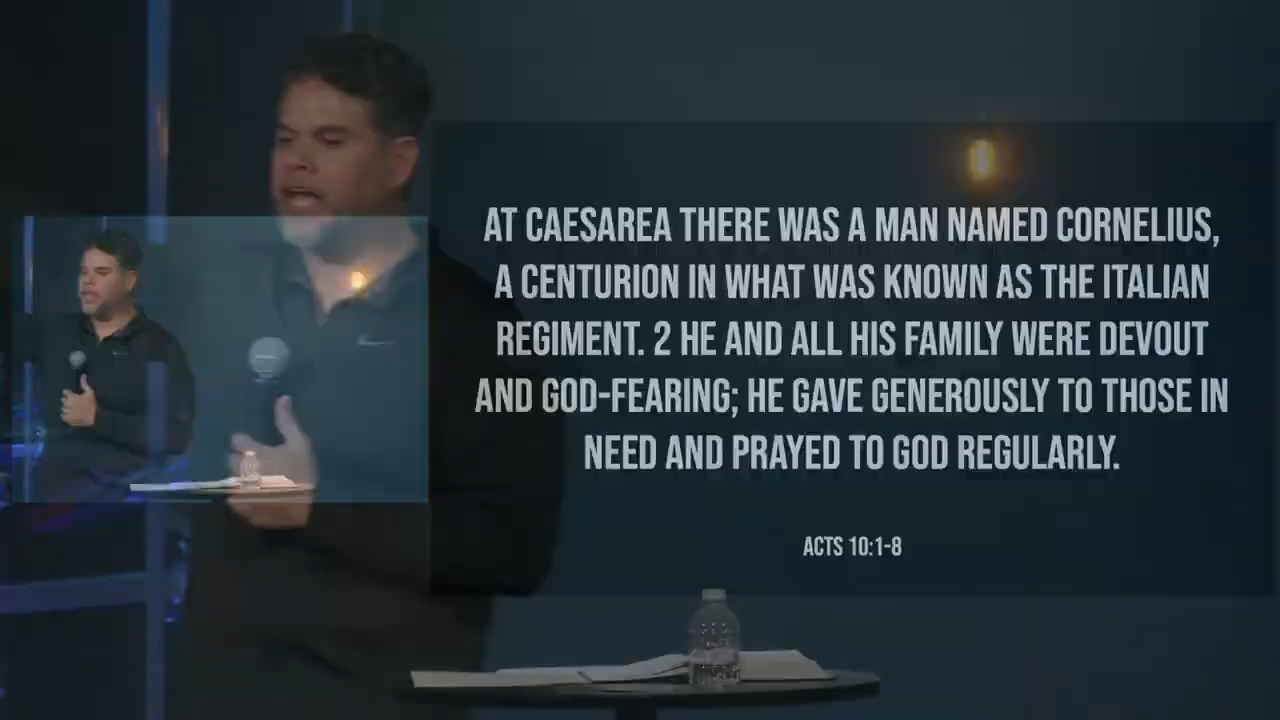 AT CAESAREA THERE WAS A MAN NAMED CORNELIUS,
A CENTURION IN WHAT WAS KNOWN AS THE ITALIAN
REGIMENT. 2 HE AND ALL HIS FAMILY WERE DEVOUT
AND GOD-FEARING; HE GAVE GENEROUSLY TO THOSE IN
NEED AND PRAYED TO GOD REGULARLY.
ACTS 10:1-8